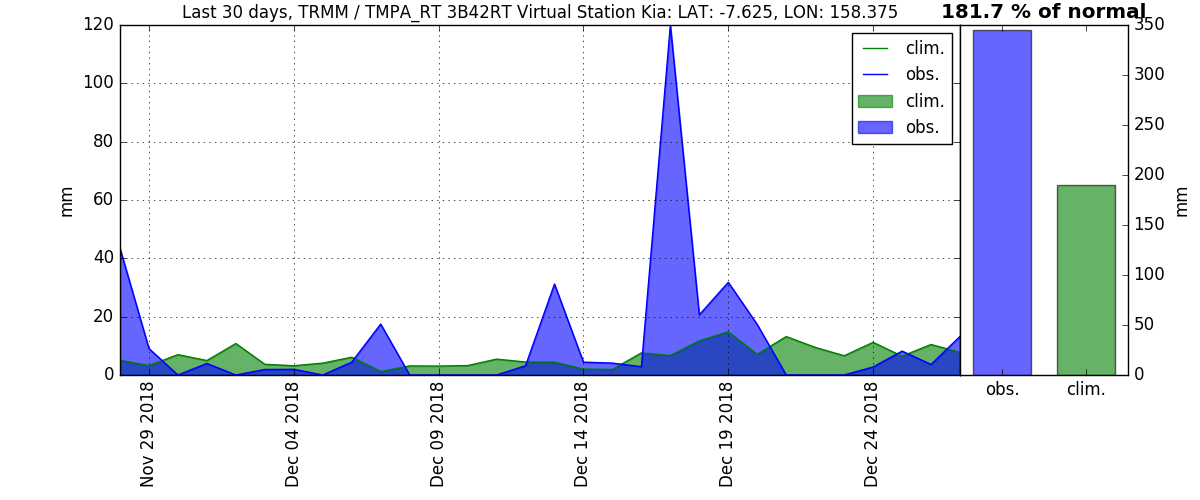 Last 30 days, TRMM / TMPA_RT 3B42RT Virtual Station Kia: LAT: -7.625, LON: 158.375
181.7 % of normal
120
100
80
60
40
20
0
mm
clim.
obs.
clim.
obs.
350
300
250
200
150
100
50
0
mm
obs.
clim.
Nov 29 2018
Dec 04 2018
Dec 09 2018
Dec 14 2018
Dec 19 2018
Dec 24 2018